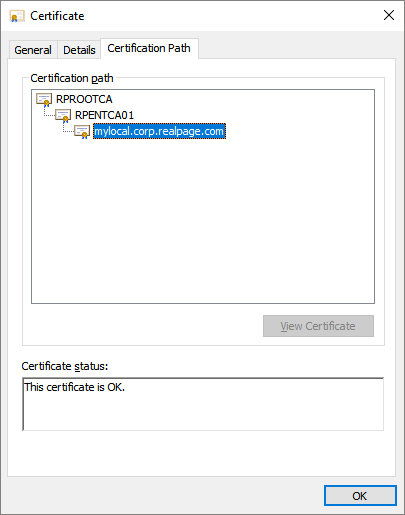 Certificate
General
Details
Certification Path
Certification path
RPROOTCA
RPENTCA01
mylocal.corp.realpage.com
View Certificate
Certificate status:
This certificate is OK.
OK